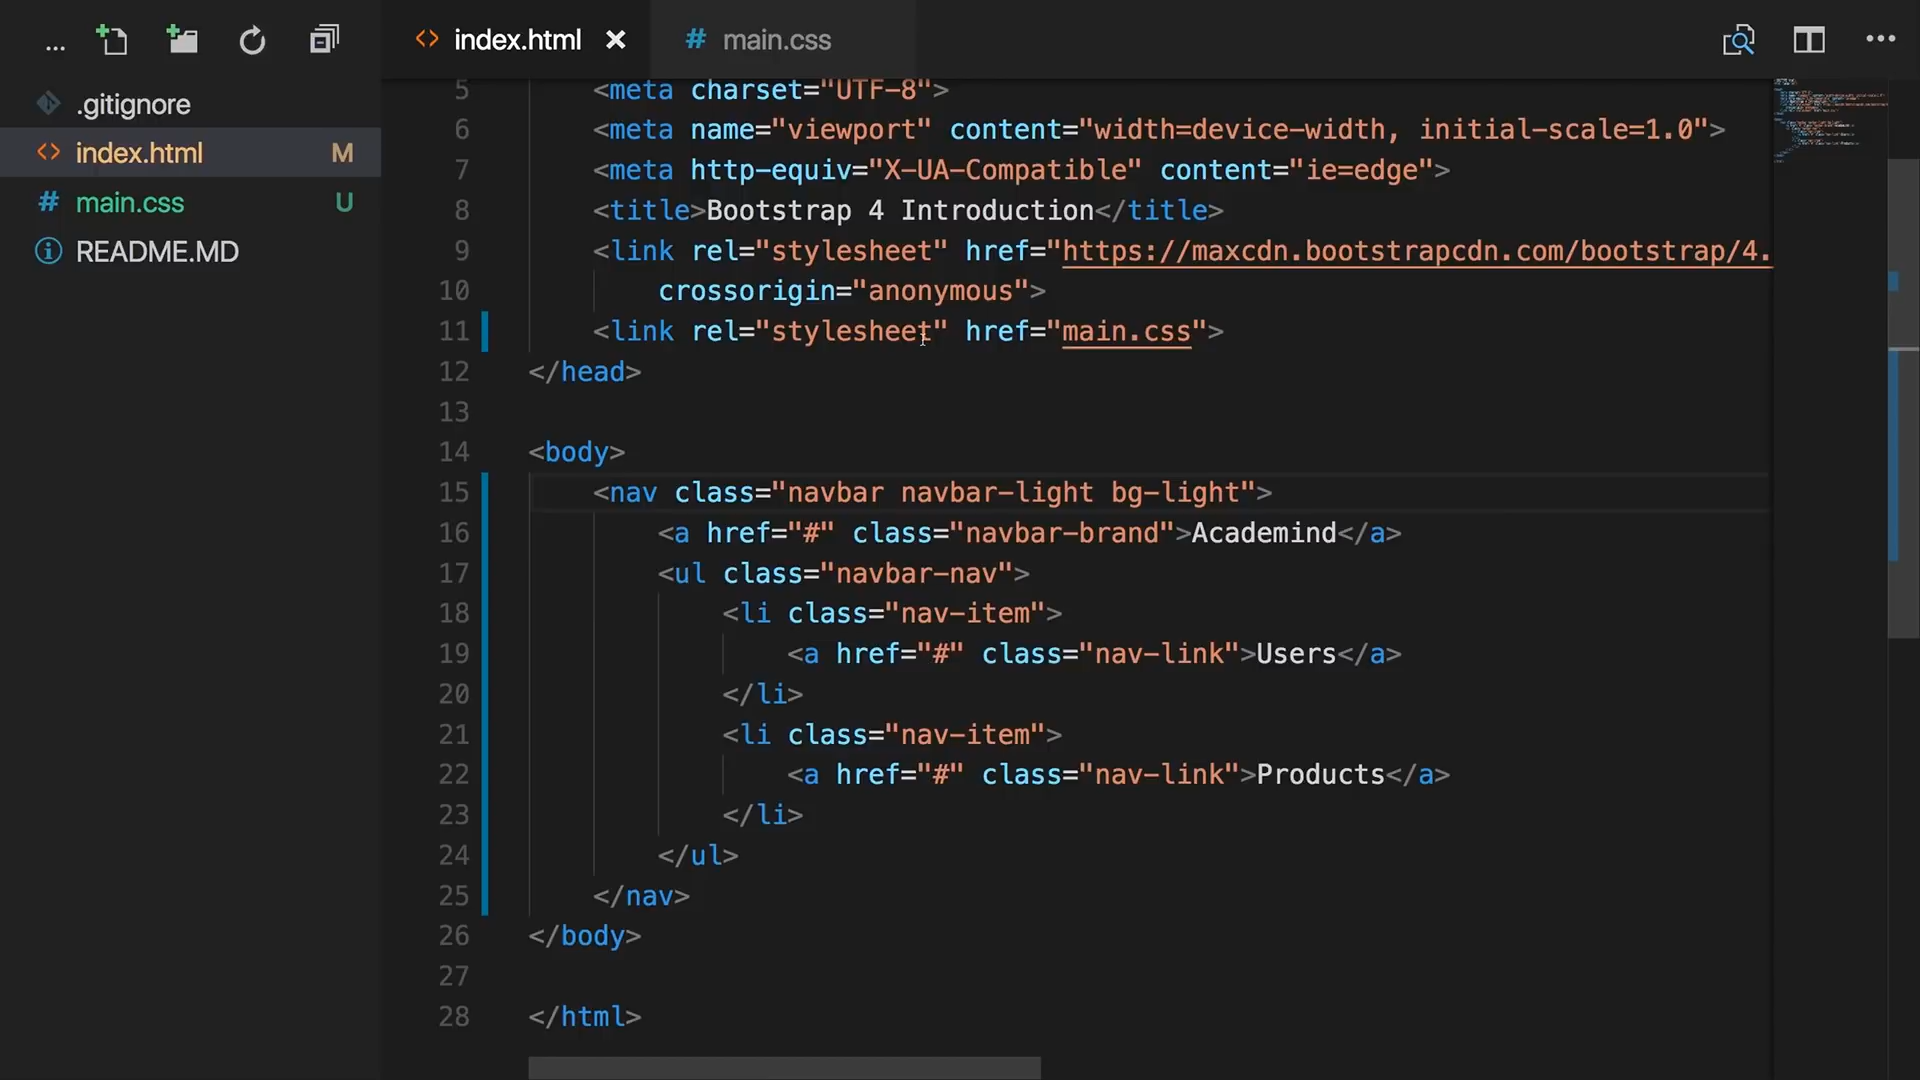 ...
index.html
main.css
.gitignore
index.html M
main.css U
README.MD
5 <meta charset="UTF-8">
6 <meta name="viewport" content="width=device-width, initial-scale=1.0">
7 <meta http-equiv="X-UA-Compatible" content="ie=edge">
8 <title>Bootstrap 4 Introduction</title>
9 <link rel="stylesheet" href="https://maxcdn.bootstrapcdn.com/bootstrap/4.
10 crossorigin="anonymous">
11 <link rel="stylesheet" href="main.css">
12 </head>
13
14 <body>
15 <nav class="navbar navbar-light bg-light">
16 <a href="#" class="navbar-brand">Academind</a>
17 <ul class="navbar-nav">
18 <li class="nav-item">
19 <a href="#" class="nav-link">Users</a>
20 </li>
21 <li class="nav-item">
22 <a href="#" class="nav-link">Products</a>
23 </li>
24 </ul>
25 </nav>
26 </body>
27
28 </html>